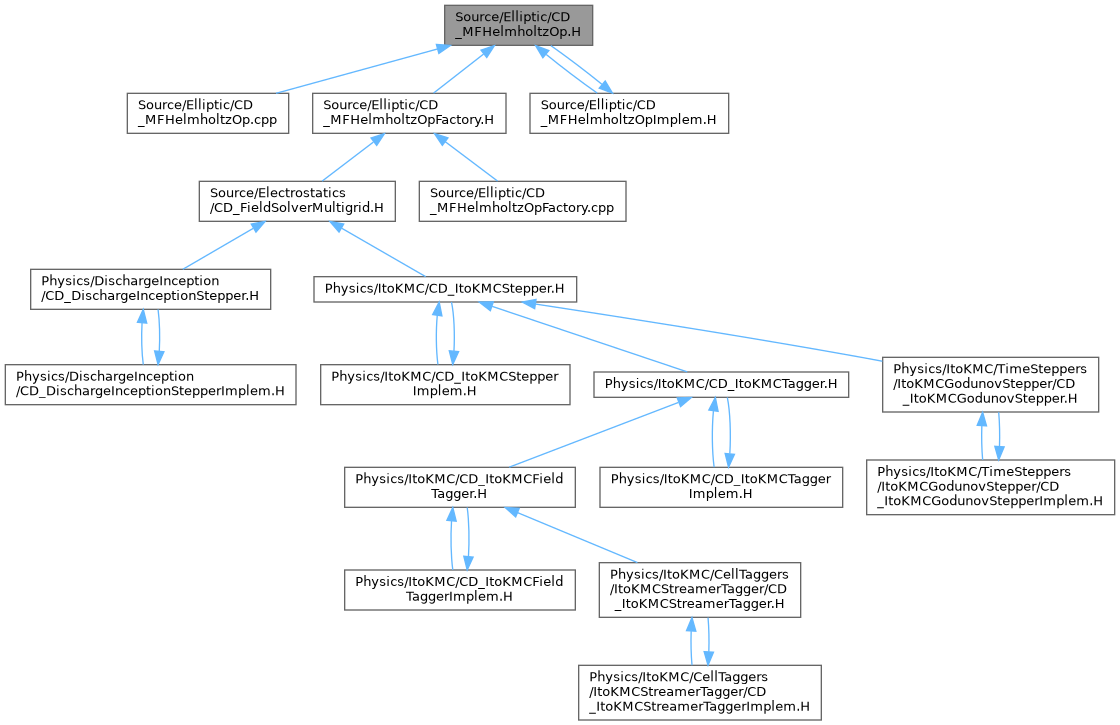 Source/Elliptic/CD
_MFHelmholtzOp.H
Source/Elliptic/CD
_MFHelmholtzOp.cpp
Source/Elliptic/CD
_MFHelmholtzOpFactory.H
Source/Elliptic/CD
_MFHelmholtzOpImplem.H
Source/Electrostatics
/CD_FieldSolverMultigrid.H
Source/Elliptic/CD
_MFHelmholtzOpFactory.cpp
Physics/DischargeInception
/CD_DischargeInceptionStepper.H
Physics/ItoKMC/CD_ItoKMCStepper.H
Physics/DischargeInception
/CD_DischargeInceptionStepperImplem.H
Physics/ItoKMC/CD_ItoKMCStepper
Implem.H
Physics/ItoKMC/CD_ItoKMCTagger.H
Physics/ItoKMC/TimeSteppers
/ItoKMCGodunovStepper/CD
_ItoKMCGodunovStepper.H
Physics/ItoKMC/CD_ItoKMCField
Tagger.H
Physics/ItoKMC/CD_ItoKMCTagger
Implem.H
Physics/ItoKMC/TimeSteppers
/ItoKMCGodunovStepper/CD
_ItoKMCGodunovStepperImplem.H
Physics/ItoKMC/CD_ItoKMCField
TaggerImplem.H
Physics/ItoKMC/CellTaggers
/ItoKMCStreamerTagger/CD
_ItoKMCStreamerTagger.H
Physics/ItoKMC/CellTaggers
/ItoKMCStreamerTagger/CD
_ItoKMCStreamerTaggerImplem.H